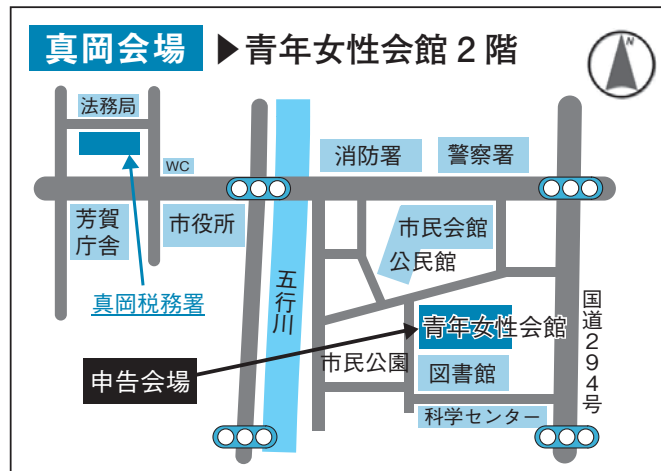 真岡会場 ▶青年女性会館 2 階
N
法務局
WC
消防署
警察署
芳賀
庁舎
市役所
市民会館
公民館
五行川
真岡税務署
青年女性会館
国道294号
申告会場
市民公園
図書館
科学センター